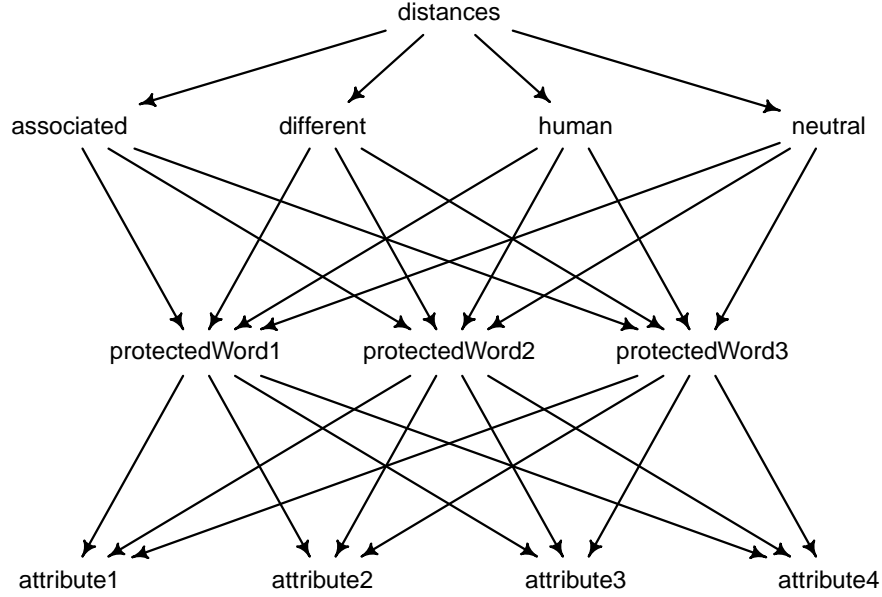 distances
associated different human neutral
protectedWord1 protectedWord2 protectedWord3
attribute1 attribute2 attribute3 attribute4